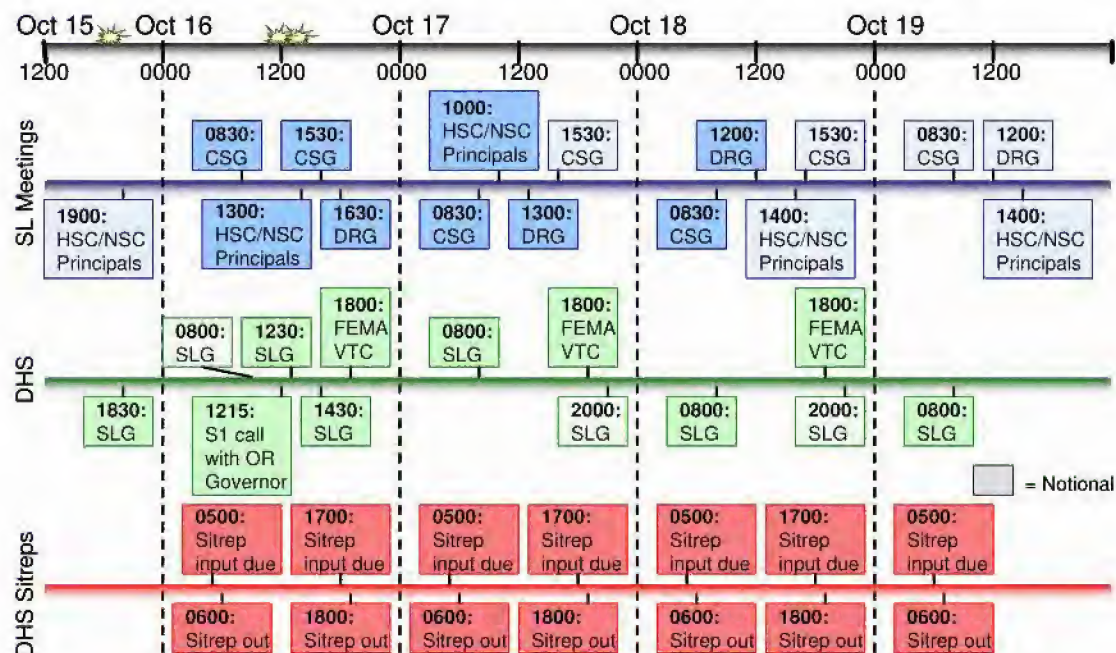 Oct 15
Oct 16
Oct 17
Oct 18
Oct 19
1200
0000
1200
0000
1200
0000
1200
0000
1200
SL Meetings
0830:
CSG
1530:
CSG
1000:
HSC/NSC
Principals
1530:
CSG
1200:
DRG
1530:
CSG
0830:
CSG
1200:
DRG
1900:
HSC/NSC
Principals
1300:
HSC/NSC
Principals
1630:
DRG
0830:
CSG
1300:
DRG
0830:
CSG
1400:
HSC/NSC
Principals
1400:
HSC/NSC
Principals
DHS
0800:
SLG
1230:
SLG
1800:
FEMA
VTC
0800:
SLG
1800:
FEMA
VTC
1800:
FEMA
VTC
1830:
SLG
1215:
S1 call
with OR
Governor
1430:
SLG
2000:
SLG
0800:
SLG
2000:
SLG
0800:
SLG
= Notional
DHS Sitreps
0500:
Sitrep
input due
1700:
Sitrep
input due
0500:
Sitrep
input due
1700:
Sitrep
input due
0500:
Sitrep
input due
1700:
Sitrep
input due
0500:
Sitrep
input due
0600:
Sitrep out
1800:
Sitrep out
0600:
Sitrep out
1800:
Sitrep out
0600:
Sitrep out
1800:
Sitrep out
0600:
Sitrep out